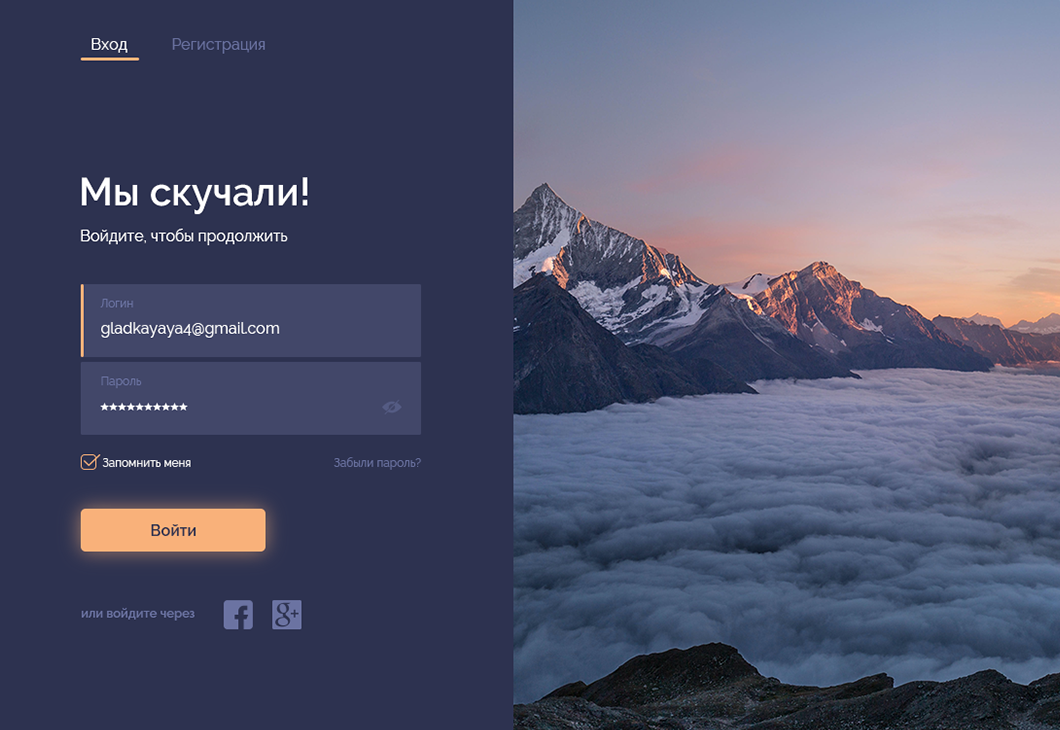 Вход Регистрация
Мы скучали!
Войдите, чтобы продолжить
Логин
gladkayaya4@gmail.com
Пароль
**********
Запомнить меня Забыли пароль?
Войти
или войдите через f g+